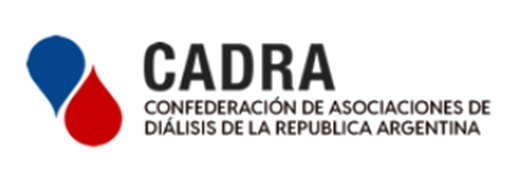 CADRA
CONFEDERACIÓN DE ASOCIACIONES DE
DIÁLISIS DE LA REPUBLICA ARGENTINA